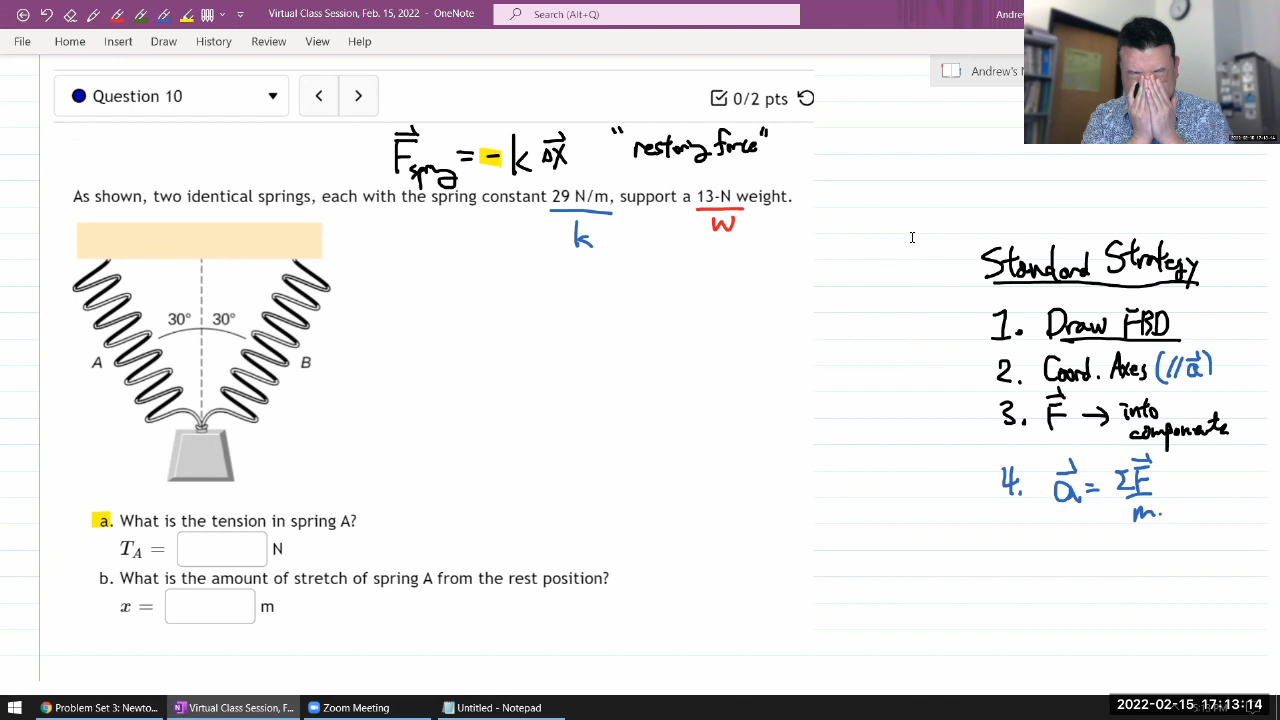 Virtual Class Session, Feb. 15, 2022 - OneNote
Search (Alt+Q)
Andrew
File Home Insert Draw History Review View Help
Andrew's N
Question 10
0/2 pts
F spring = - k Δx "restoring force"
As shown, two identical springs, each with the spring constant 29 N/m, support a 13-N weight.
k
W
30° 30°
A
B
Standard Strategy
1. Draw FBD
2. Coord. Axes (// a)
3. F → into components
4. a = ΣF
m.
a. What is the tension in spring A?
T_A = N
b. What is the amount of stretch of spring A from the rest position?
x = m
Problem Set 3: Newto...
Virtual Class Session, F...
Zoom Meeting
Untitled - Notepad
2022-02-15 17:13:14